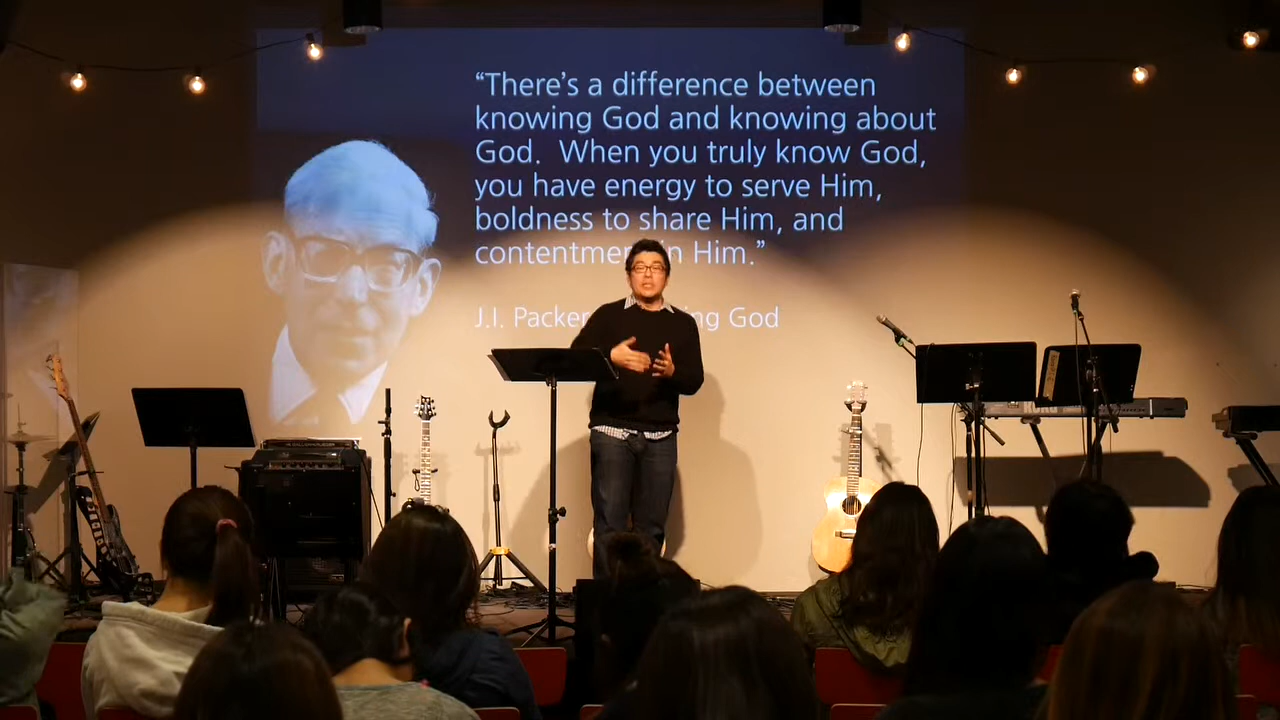 “There’s a difference between
knowing God and knowing about
God.  When you truly know God,
you have energy to serve Him,
boldness to share Him, and
in Him.”
J.I. Packer God